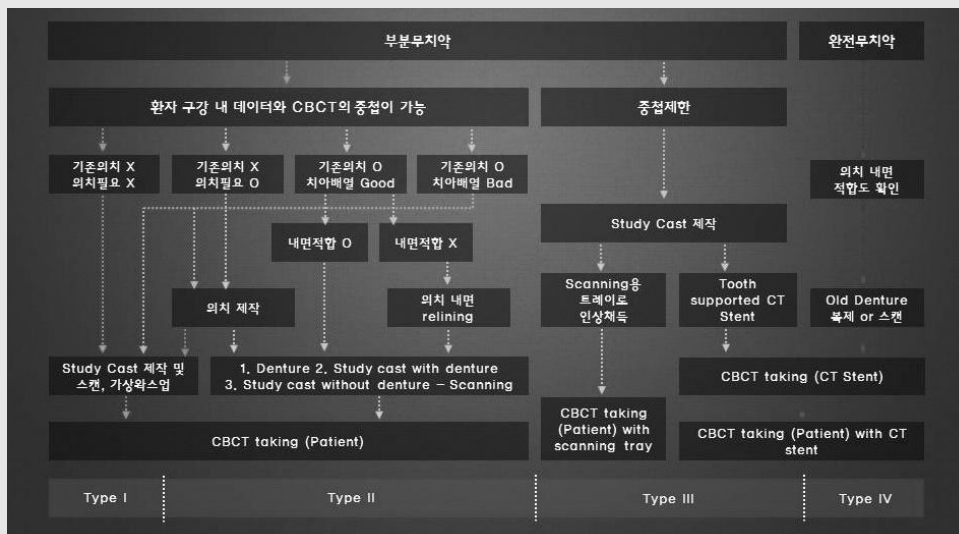 부분무치악
완전무치악
환자 구강 내 데이터와 CBCT의 중첩이 가능
중첩제한
기존의치 X
의치필요 X
기존의치 X
의치필요 O
기존의치 O
치아배열 Good
기존의치 O
치아배열 Bad
의치 내면
적합도 확인
내면적합 O
내면적합 X
Study Cast 제작
의치 제작
의치 내면
relining
Scanning용
트레이로
인상채득
Tooth
supported CT
Stent
Old Denture
복제 or 스캔
Study Cast 제작 및
스캔, 가상왁스업
1. Denture 2. Study cast with denture
3. Study cast without denture – Scanning
CBCT taking (CT Stent)
CBCT taking (Patient)
CBCT taking
(Patient) with
scanning tray
CBCT taking (Patient) with CT
stent
Type I
Type II
Type III
Type IV